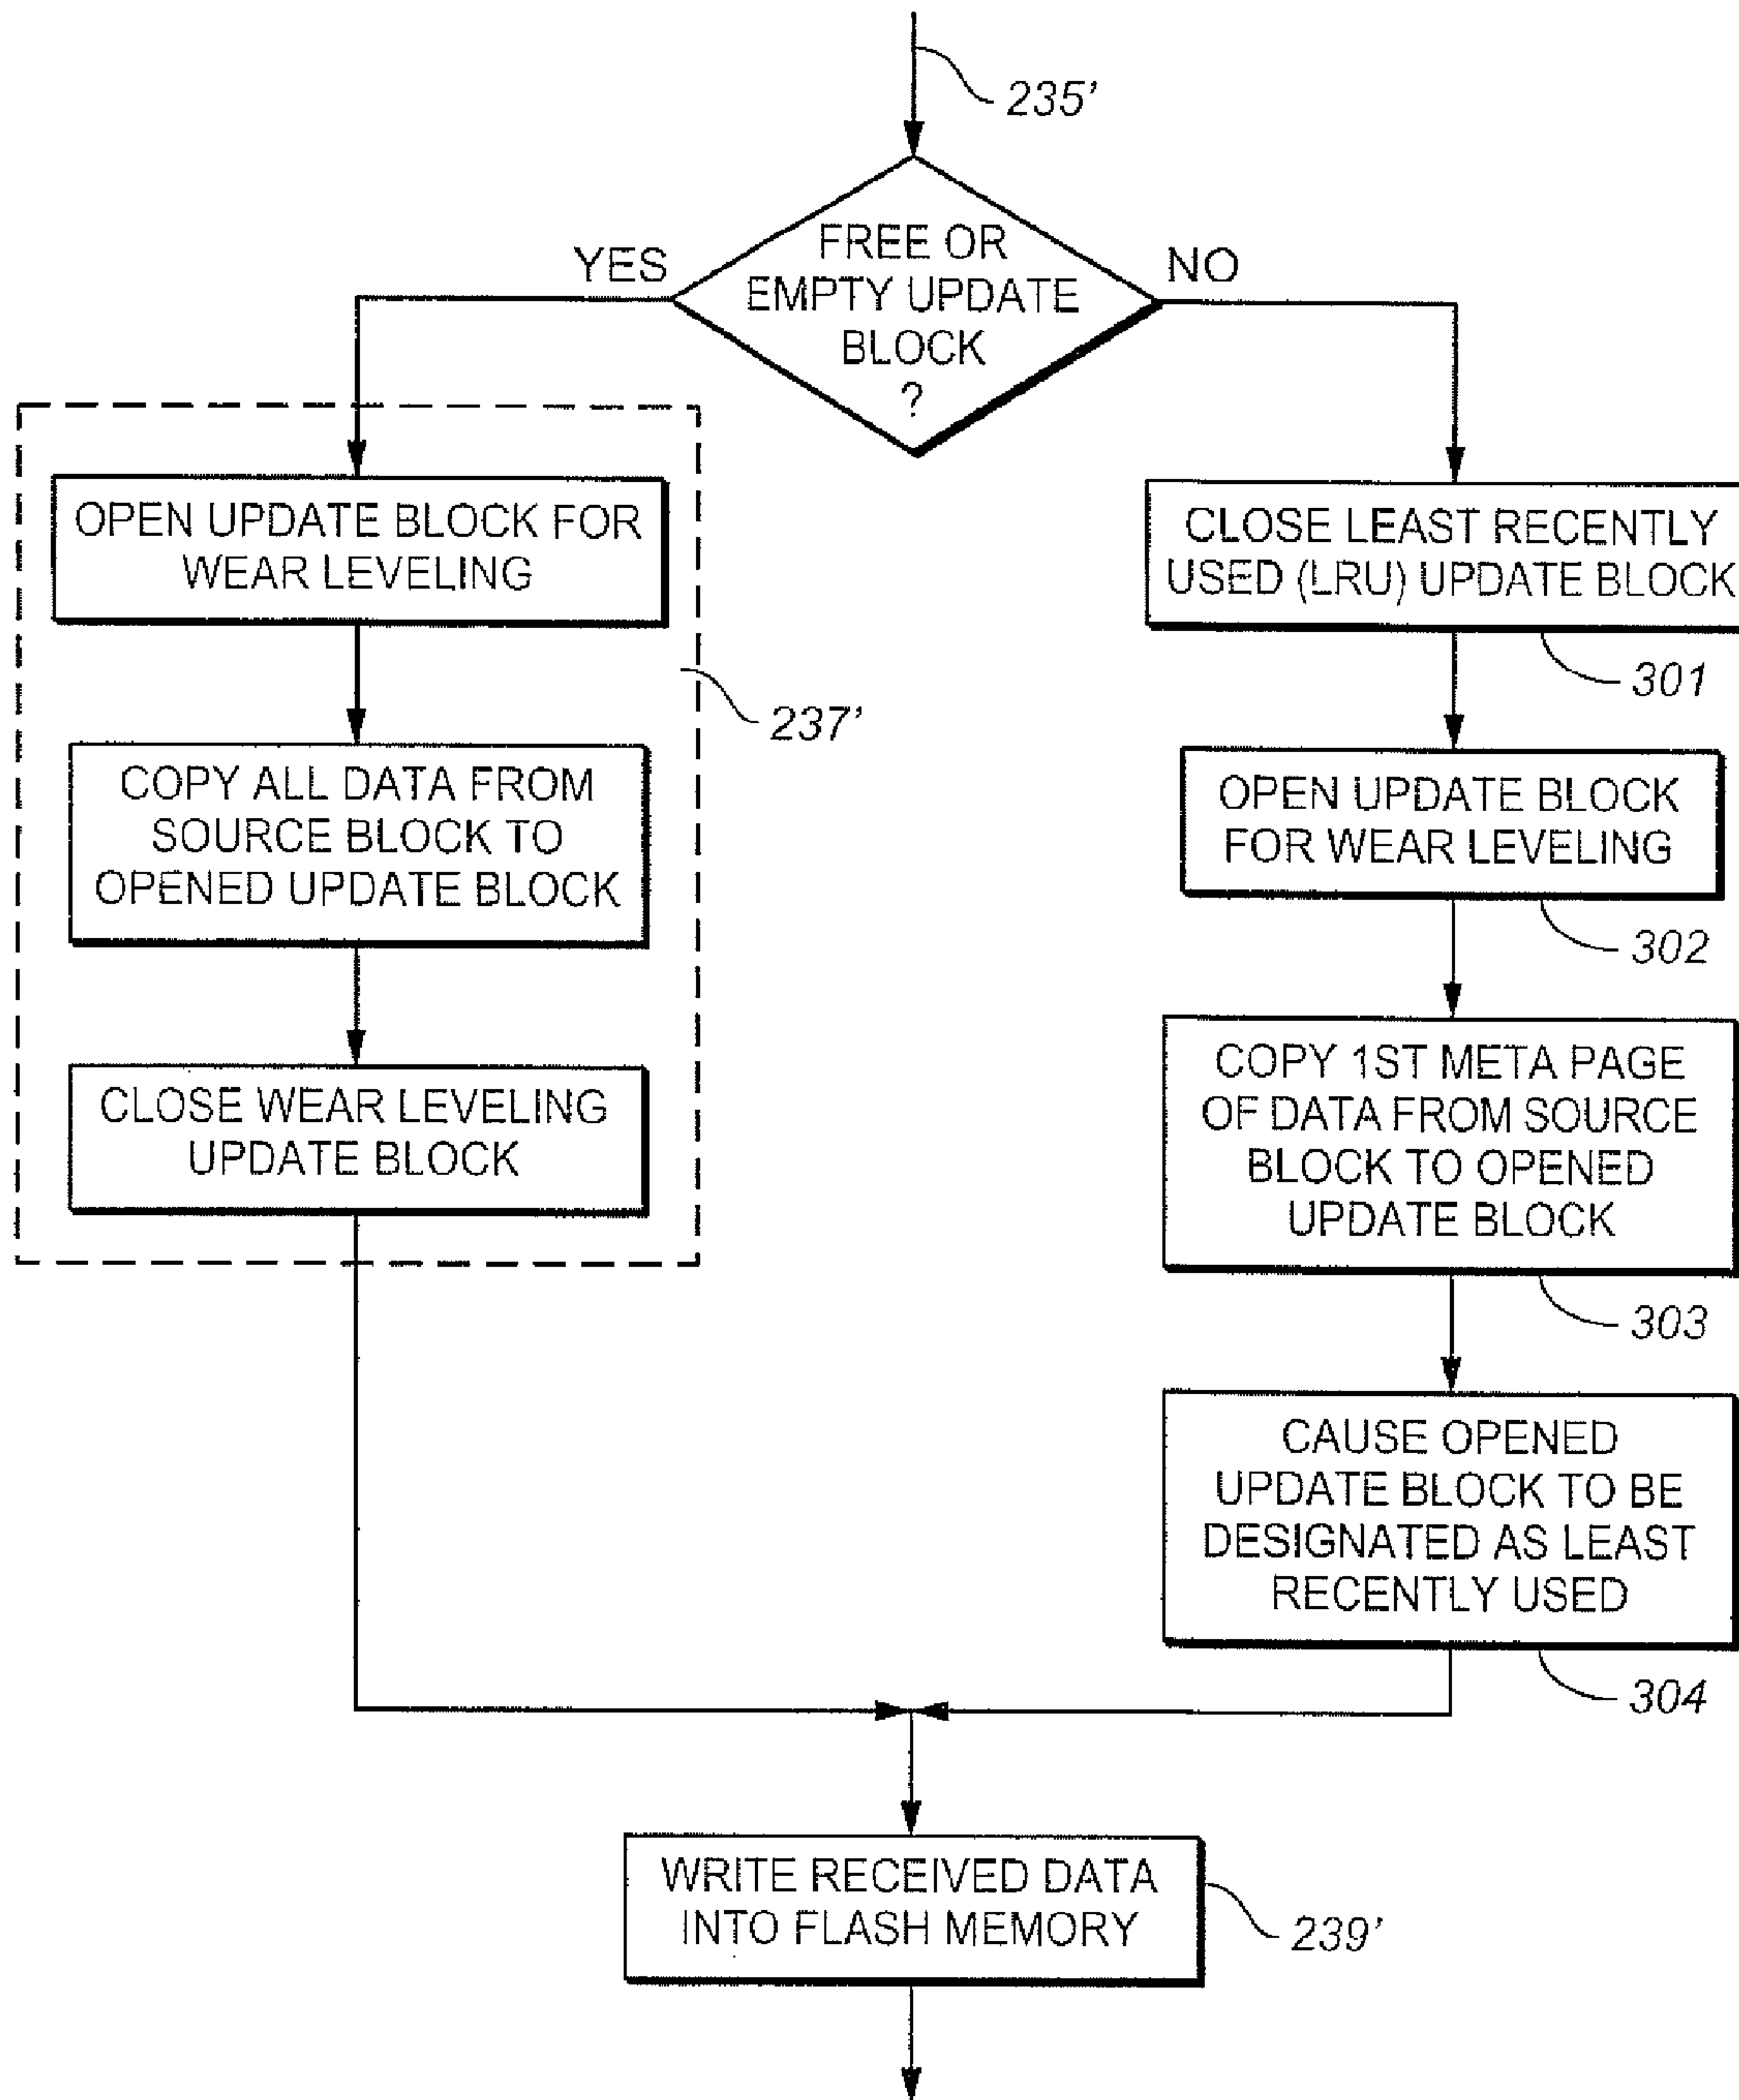 235’
FREE OR
EMPTY UPDATE
BLOCK
?
YES
NO
OPEN UPDATE BLOCK FOR
WEAR LEVELING
COPY ALL DATA FROM
SOURCE BLOCK TO
OPENED UPDATE BLOCK
CLOSE WEAR LEVELING
UPDATE BLOCK
237’
CLOSE LEAST RECENTLY
USED (LRU) UPDATE BLOCK
301
OPEN UPDATE BLOCK
FOR WEAR LEVELING
302
COPY 1ST META PAGE
OF DATA FROM SOURCE
BLOCK TO OPENED
UPDATE BLOCK
303
CAUSE OPENED
UPDATE BLOCK TO BE
DESIGNATED AS LEAST
RECENTLY USED
304
WRITE RECEIVED DATA
INTO FLASH MEMORY
239’